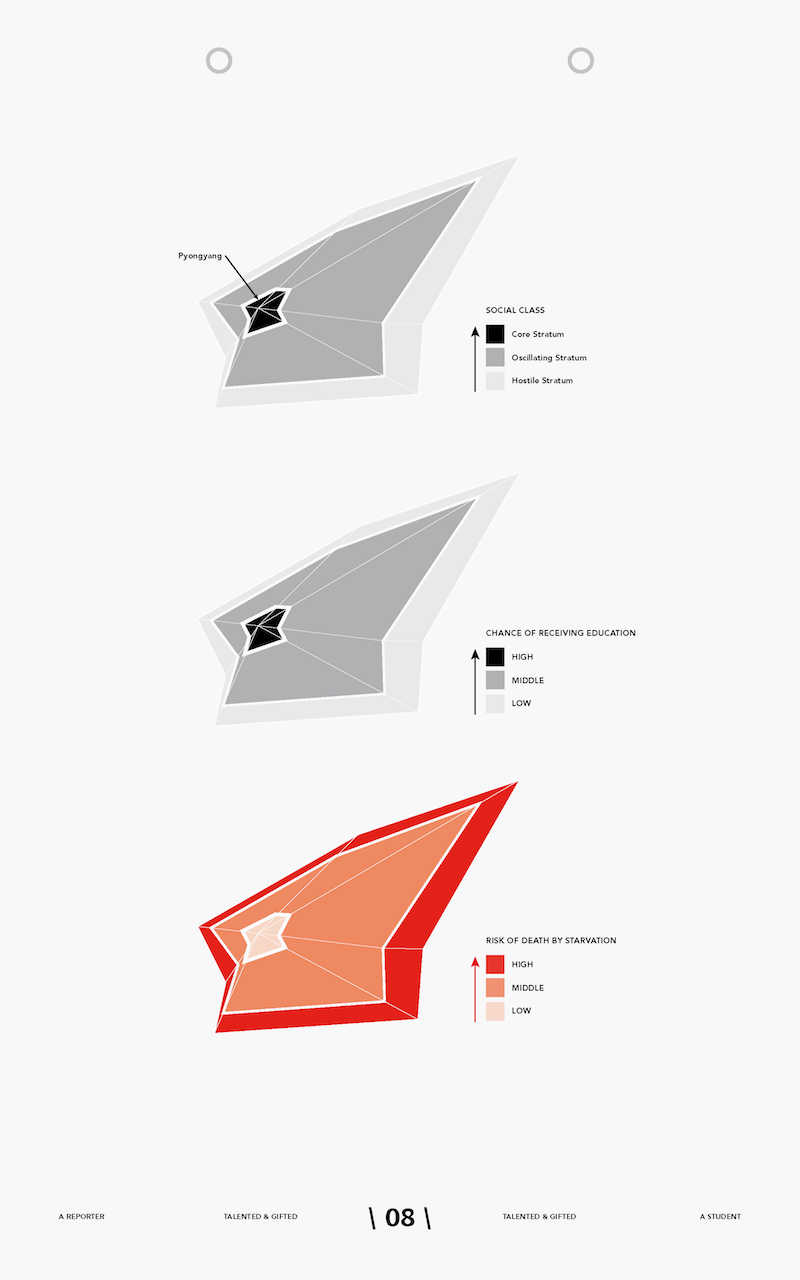 Pyongyang
SOCIAL CLASS
Core Stratum
Oscillating Stratum
Hostile Stratum
CHANCE OF RECEIVING EDUCATION
HIGH
MIDDLE
LOW
RISK OF DEATH BY STARVATION
HIGH
MIDDLE
LOW
A REPORTER TALENTED & GIFTED \ 08 \ TALENTED & GIFTED A STUDENT